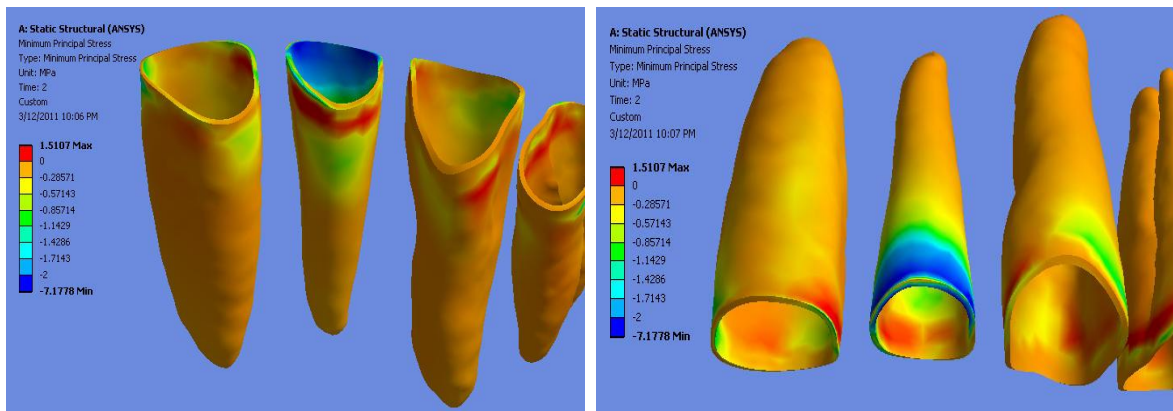 A: Static Structural (ANSYS)
Minimum Principal Stress
Type: Minimum Principal Stress
Unit: MPa
Time: 2
Custom
3/12/2011 10:06 PM
1.5107 Max
0
-0.28571
-0.57143
-0.85714
-1.1429
-1.4286
-1.7143
-2
-7.1778 Min
A: Static Structural (ANSYS)
Minimum Principal Stress
Type: Minimum Principal Stress
Unit: MPa
Time: 2
Custom
3/12/2011 10:07 PM
1.5107 Max
0
-0.28571
-0.57143
-0.85714
-1.1429
-1.4286
-1.7143
-2
-7.1778 Min